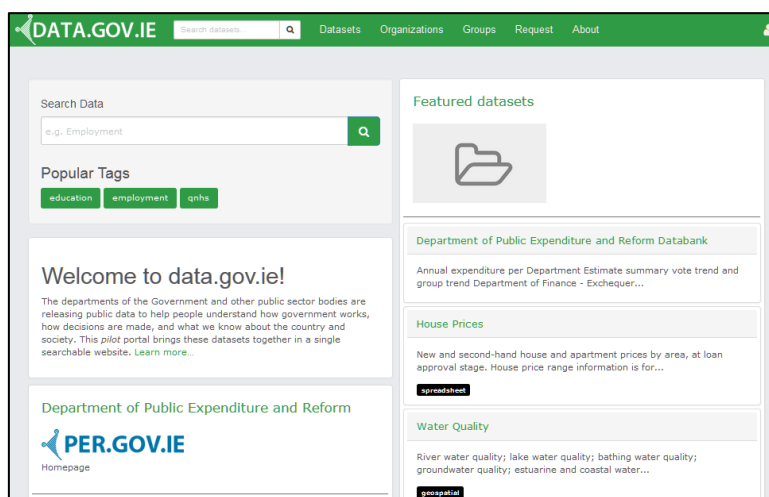 DATA.GOV.IE
Search datasets...
Datasets
Organizations
Groups
Request
About
Search Data
e.g. Employment
Popular Tags
education
employment
qnhs
Welcome to data.gov.ie!
The departments of the Government and other public sector bodies are
releasing public data to help people understand how government works,
how decisions are made, and what we know about the country and
society. This pilot portal brings these datasets together in a single
searchable website. Learn more...
Department of Public Expenditure and Reform
PER.GOV.IE
Homepage
Featured datasets
Department of Public Expenditure and Reform Databank
Annual expenditure per Department Estimate summary vote trend and
group trend Department of Finance - Exchequer...
House Prices
New and second-hand house and apartment prices by area, at loan
approval stage. House price range information is for...
spreadsheet
Water Quality
River water quality; lake water quality; bathing water quality;
groundwater quality; estuarine and coastal water...
geospatial